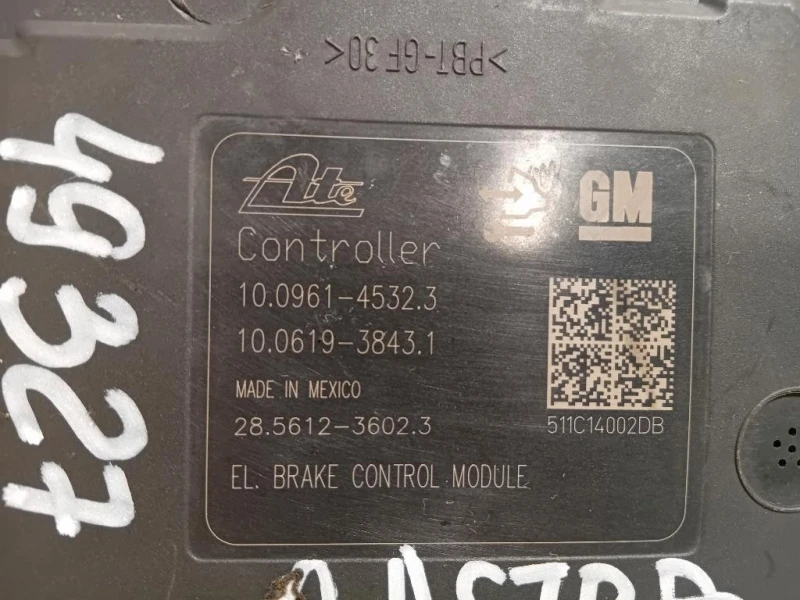 >PBT-GF30<
49327
Ate
GM
Controller
10.0961-4532.3
10.0619-3843.1
MADE IN MEXICO
28.5612-3602.3
511C14002DB
EL. BRAKE CONTROL MODULE
ASTRA